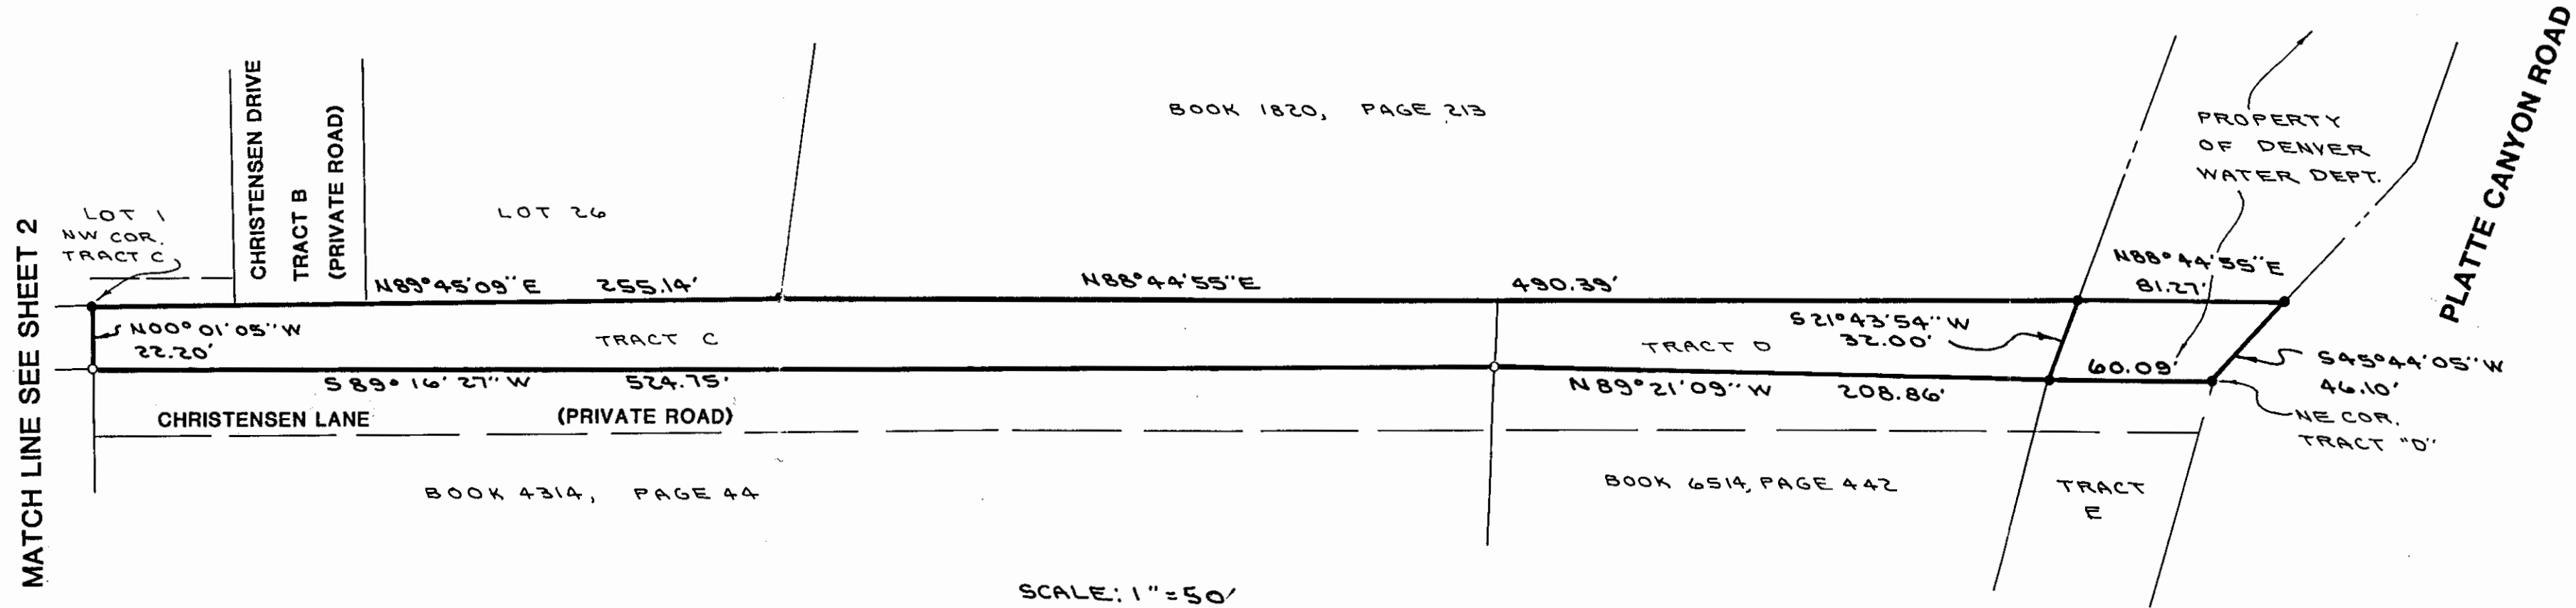 MATCH LINE SEE SHEET 2
LOT 1
NW COR.
TRACT C
CHRISTENSEN DRIVE
TRACT B
(PRIVATE ROAD)
LOT 26
BOOK 1820, PAGE 213
PROPERTY
OF DENVER
WATER DEPT.
PLATTE CANYON ROAD
N89°45'09"E 255.14'
N88°44'55"E 490.39'
N88°44'55"E
81.27'
N00°01'05"W
22.20'
TRACT C
TRACT D
S21°43'54"W
32.00'
60.09'
S45°44'05"W
46.10'
NE COR.
TRACT "D"
S89°16'27"W 524.75'
N89°21'09"W 208.86'
CHRISTENSEN LANE (PRIVATE ROAD)
BOOK 4314, PAGE 44
BOOK 6514, PAGE 442
TRACT
E
SCALE: 1"=50'